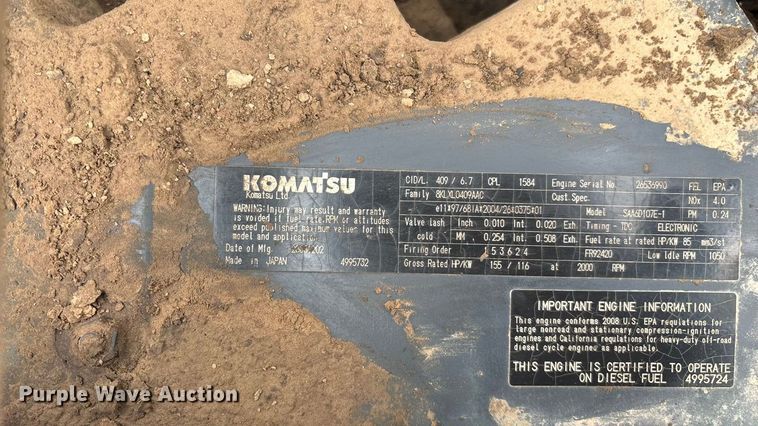 KOMATSU
Komatsu Ltd
WARNING: Injury may result and warranty
is voided if fuel rate. RPM or altitudes
exceed published maximum values for this
model and application.
Date of Mfg.
Made in JAPAN 4995732
CID/L. 409 / 6.7 CPL 1584 Engine Serial No. 26536990 FEL EPA
Family 8KLXL0409AAC Cust.Spec. NOx 4.0
e11*97/68IA*2004/26*0375*01 Model SAA6D107E-1 PM 0.24
Valve lash Inch 0.010 Int. 0.020 Exh. Timing - TDC ELECTRONIC
cold MM 0.254 Int. 0.508 Exh. Fuel rate at rated HP/KW 85 mm3/st
Firing Order 5 3 6 2 4 FR92420 Low Idle RPM 1050
Gross Rated HP/KW 155 / 116 at 2000 RPM
IMPORTANT ENGINE INFORMATION
This engine conforms 2008 U.S. EPA regulations for
large nonroad and stationary compression-ignition
engines and California regulations for heavy-duty off-road
diesel cycle engines as applicable.
THIS ENGINE IS CERTIFIED TO OPERATE
ON DIESEL FUEL 4995724
Purple Wave Auction